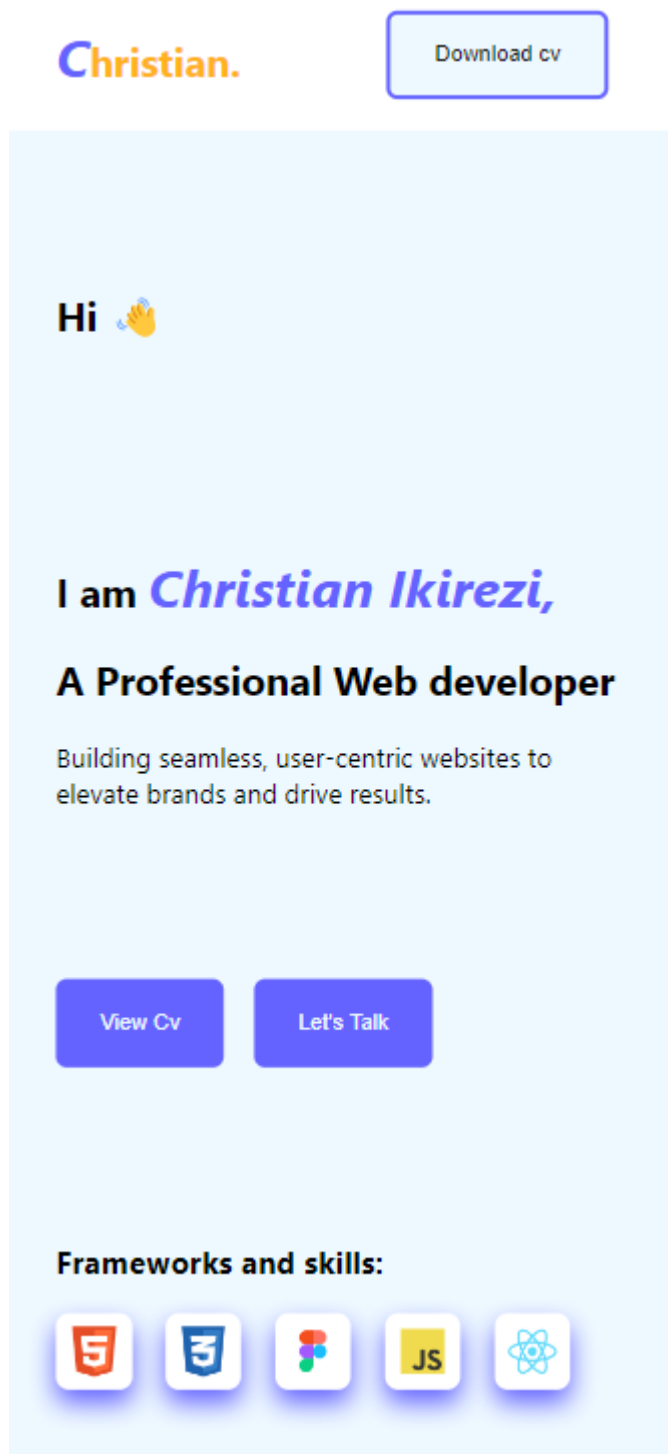 Christian.
Download cv
Hi 👋
I am Christian Ikirezi,
A Professional Web developer
Building seamless, user-centric websites to
elevate brands and drive results.
View Cv
Let's Talk
Frameworks and skills:
5
3
JS